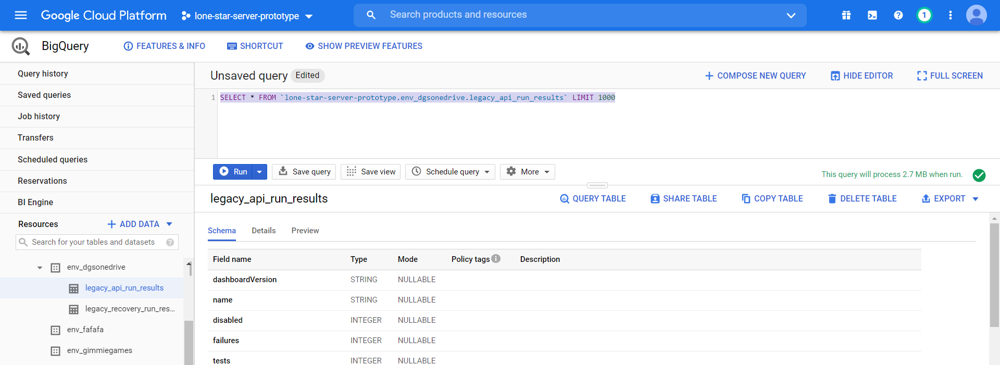 Google Cloud Platform
lone-star-server-prototype
Search products and resources
1
BigQuery
FEATURES & INFO
SHORTCUT
SHOW PREVIEW FEATURES
Query history
Saved queries
Job history
Transfers
Scheduled queries
Reservations
BI Engine
Resources
ADD DATA
Search for your tables and datasets
env_dgsonedrive
legacy_api_run_results
legacy_recovery_run_res...
env_fafafa
env_gimmiegames
Unsaved query Edited
COMPOSE NEW QUERY
HIDE EDITOR
FULL SCREEN
1 SELECT * FROM `lone-star-server-prototype.env_dgsonedrive.legacy_api_run_results` LIMIT 1000
Run
Save query
Save view
Schedule query
More
This query will process 2.7 MB when run.
legacy_api_run_results
QUERY TABLE
SHARE TABLE
COPY TABLE
DELETE TABLE
EXPORT
Schema Details Preview
Field name Type Mode Policy tags Description
dashboardVersion STRING NULLABLE
name STRING NULLABLE
disabled INTEGER NULLABLE
failures INTEGER NULLABLE
tests INTEGER NULLABLE